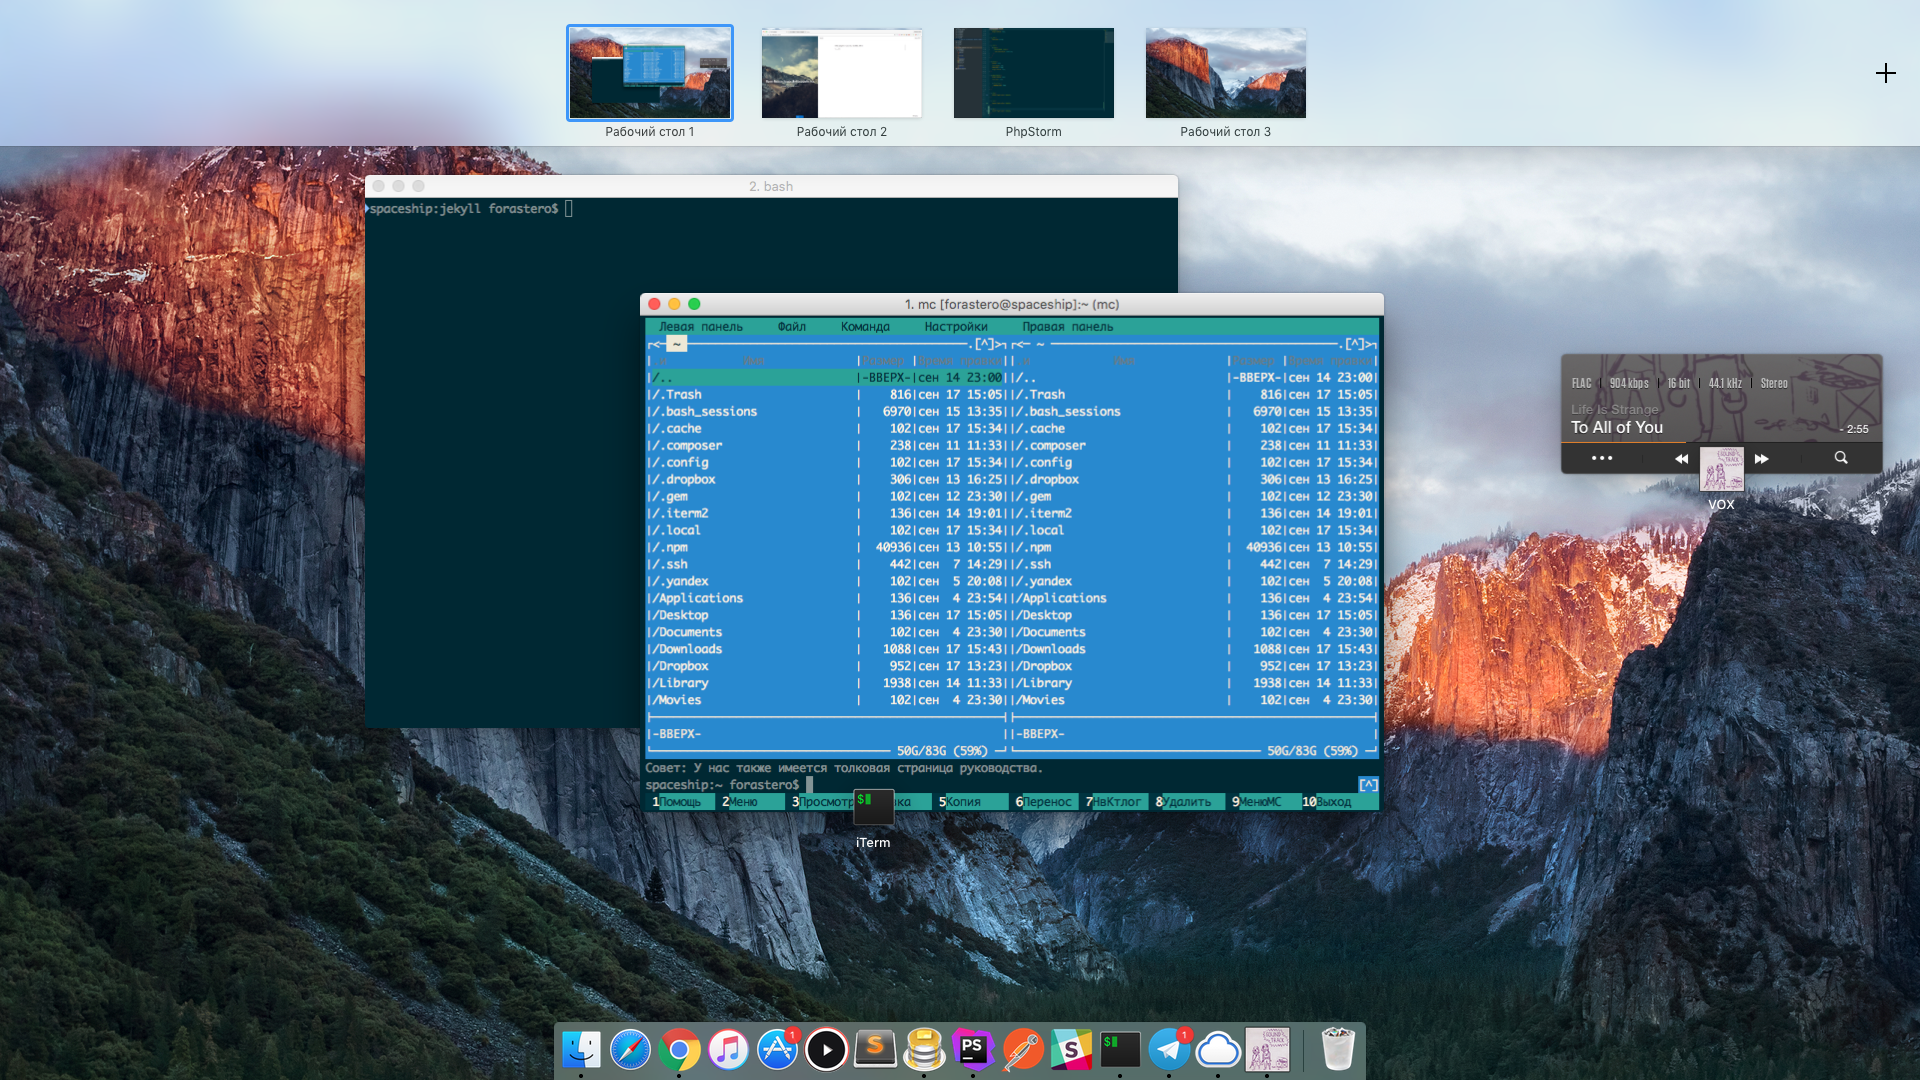 Рабочий стол 1
Рабочий стол 2
PhpStorm
Рабочий стол 3
2. bash
spaceship:jekyll forastero$
1. mc [forastero@spaceship]:~ (mc)
Левая панель Файл Команда Настройки Правая панель
<─ ~ .[^]> <─ ~ .[^]>
/.. -ВВЕРХ- сен 14 23:00 /.. -ВВЕРХ- сен 14 23:00
/.Trash 816 сен 17 15:05 /.Trash 816 сен 17 15:05
/.bash_sessions 6970 сен 15 13:35 /.bash_sessions 6970 сен 15 13:35
/.cache 102 сен 17 15:34 /.cache 102 сен 17 15:34
/.composer 238 сен 11 11:33 /.composer 238 сен 11 11:33
/.config 102 сен 17 15:34 /.config 102 сен 17 15:34
/.dropbox 306 сен 13 16:25 /.dropbox 306 сен 13 16:25
/.gem 102 сен 12 23:30 /.gem 102 сен 12 23:30
/.iterm2 136 сен 14 19:01 /.iterm2 136 сен 14 19:01
/.local 102 сен 17 15:34 /.local 102 сен 17 15:34
/.npm 40936 сен 13 10:55 /.npm 40936 сен 13 10:55
/.ssh 442 сен 7 14:29 /.ssh 442 сен 7 14:29
/.yandex 102 сен 5 20:08 /.yandex 102 сен 5 20:08
/Applications 136 сен 4 23:54 /Applications 136 сен 4 23:54
/Desktop 136 сен 17 15:05 /Desktop 136 сен 17 15:05
/Documents 102 сен 4 23:30 /Documents 102 сен 4 23:30
/Downloads 1088 сен 17 15:43 /Downloads 1088 сен 17 15:43
/Dropbox 952 сен 17 13:23 /Dropbox 952 сен 17 13:23
/Library 1938 сен 14 11:33 /Library 1938 сен 14 11:33
/Movies 102 сен 4 23:30 /Movies 102 сен 4 23:30
-ВВЕРХ- -ВВЕРХ-
50G/83G (59%) 50G/83G (59%)
Совет: У нас также имеется толковая страница руководства.
spaceship:~ forastero$ [^]
1Помощь 2Меню 3Просмотр вка 5Копия 6Перенос 7НвКтлог 8Удалить 9МенюМС 10Выход
$
iTerm
FLAC 904 kbps 16 bit 44.1 kHz Stereo
Life Is Strange
To All of You - 2:55
SOUND TRACK
VOX
1
S
PS
S
$
1
SOUND TRACK